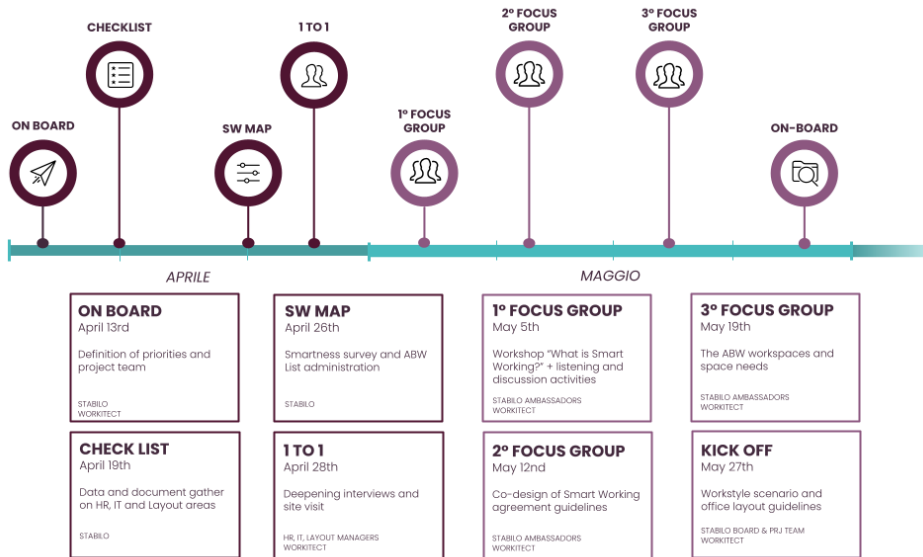 CHECKLIST
1 TO 1
2° FOCUS
GROUP
3° FOCUS
GROUP
ON BOARD
SW MAP
1° FOCUS
GROUP
ON-BOARD
APRILE
MAGGIO
ON BOARD
April 13rd
Definition of priorities and
project team
STABILO
WORKITECT
SW MAP
April 26th
Smartness survey and ABW
List administration
STABILO
1° FOCUS GROUP
May 5th
Workshop "What is Smart
Working?" + listening and
discussion activities
STABILO AMBASSADORS
WORKITECT
3° FOCUS GROUP
May 19th
The ABW workspaces and
space needs
STABILO AMBASSADORS
WORKITECT
CHECK LIST
April 19th
Data and document gather
on HR, IT and Layout areas
STABILO
1 TO 1
April 28th
Deepening interviews and
site visit
HR, IT, LAYOUT MANAGERS
WORKITECT
2° FOCUS GROUP
May 12nd
Co-design of Smart Working
agreement guidelines
STABILO AMBASSADORS
WORKITECT
KICK OFF
May 27th
Workstyle scenario and
office layout guidelines
STABILO BOARD & PRJ TEAM
WORKITECT